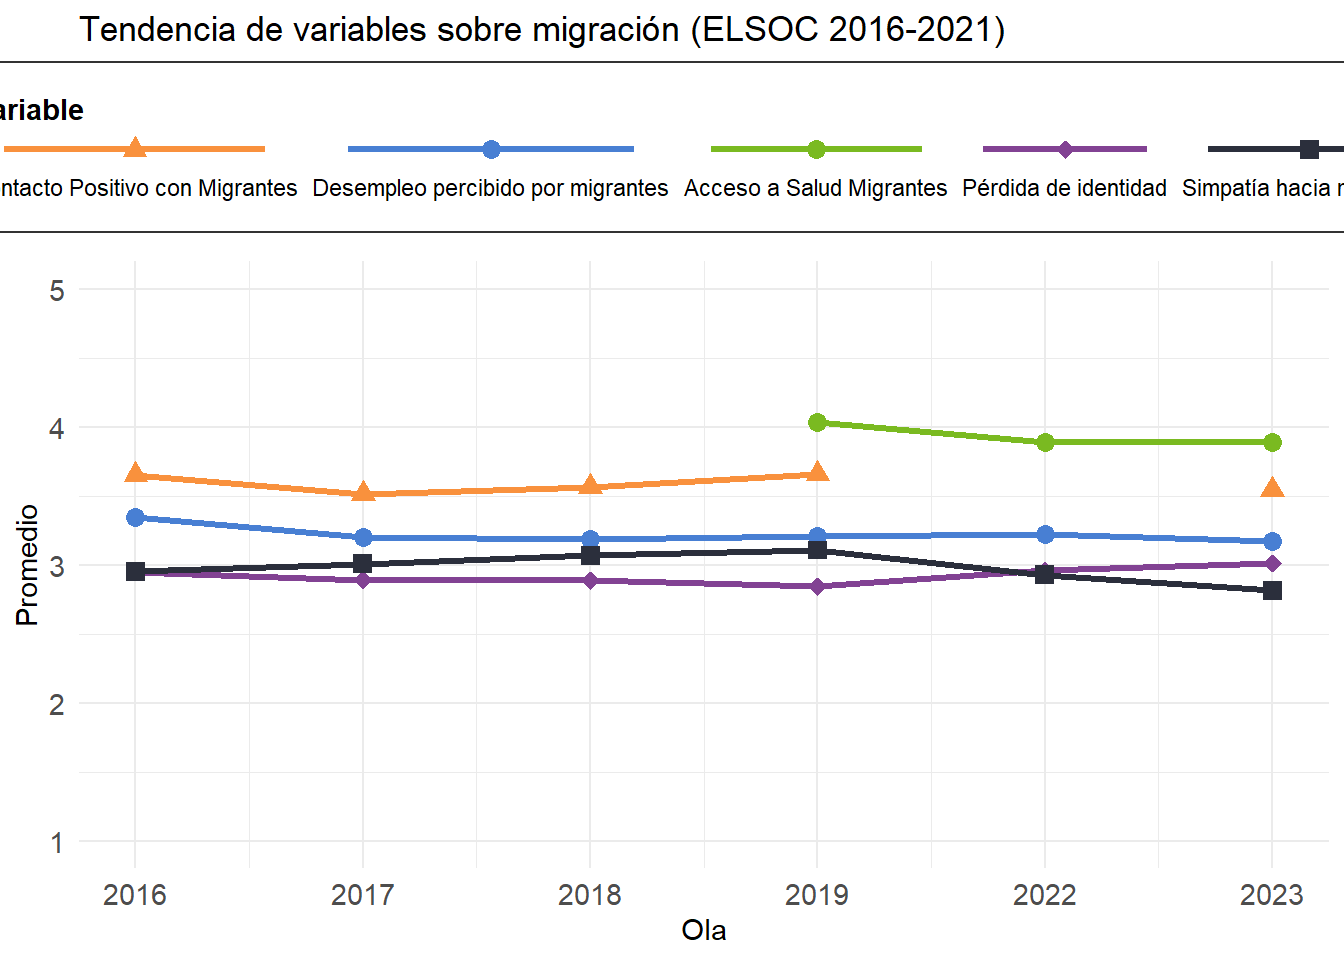 Tendencia de variables sobre migración (ELSOC 2016-2021)
ariable
ntacto Positivo con Migrantes Desempleo percibido por migrantes Acceso a Salud Migrantes Pérdida de identidad Simpatía hacia
5
4
3
2
1
Promedio
2016 2017 2018 2019 2022 2023
Ola